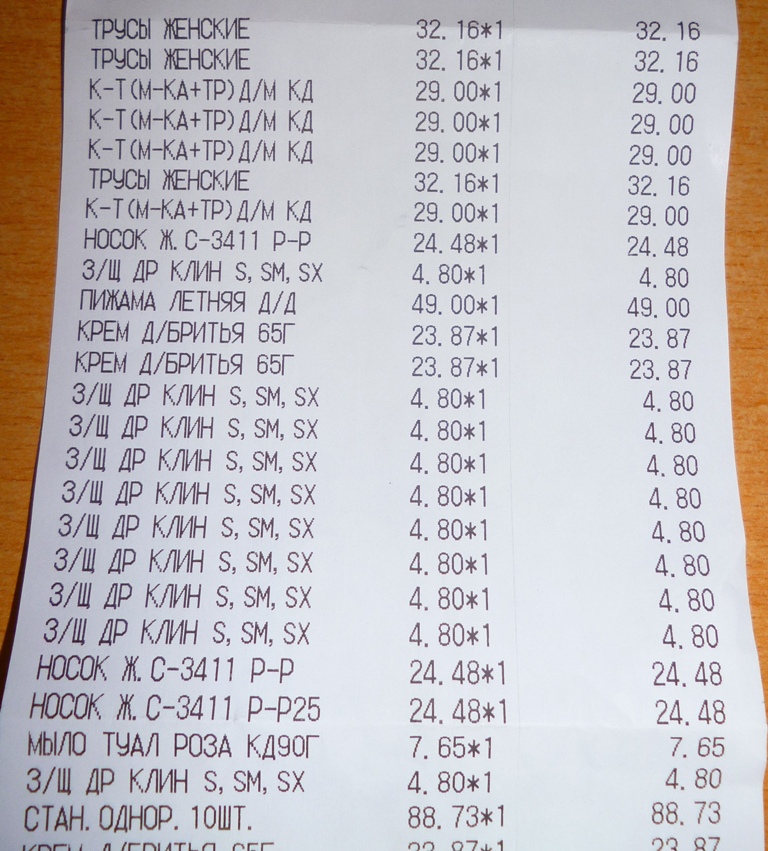 ТРУСЫ ЖЕНСКИЕ 32.16*1 32.16
ТРУСЫ ЖЕНСКИЕ 32.16*1 32.16
К-Т(М-КА+ТР)Д/М КД 29.00*1 29.00
К-Т(М-КА+ТР)Д/М КД 29.00*1 29.00
К-Т(М-КА+ТР)Д/М КД 29.00*1 29.00
ТРУСЫ ЖЕНСКИЕ 32.16*1 32.16
К-Т(М-КА+ТР)Д/М КД 29.00*1 29.00
НОСОК Ж.С-3411 Р-Р 24.48*1 24.48
З/Щ ДР КЛИН S,SM,SX 4.80*1 4.80
ПИЖАМА ЛЕТНЯЯ Д/Д 49.00*1 49.00
КРЕМ Д/БРИТЬЯ 65Г 23.87*1 23.87
КРЕМ Д/БРИТЬЯ 65Г 23.87*1 23.87
З/Щ ДР КЛИН S,SM,SX 4.80*1 4.80
З/Щ ДР КЛИН S,SM,SX 4.80*1 4.80
З/Щ ДР КЛИН S,SM,SX 4.80*1 4.80
З/Щ ДР КЛИН S,SM,SX 4.80*1 4.80
З/Щ ДР КЛИН S,SM,SX 4.80*1 4.80
З/Щ ДР КЛИН S,SM,SX 4.80*1 4.80
З/Щ ДР КЛИН S,SM,SX 4.80*1 4.80
З/Щ ДР КЛИН S,SM,SX 4.80*1 4.80
НОСОК Ж.С-3411 Р-Р 24.48*1 24.48
НОСОК Ж.С-3411 Р-Р25 24.48*1 24.48
МЫЛО ТУАЛ РОЗА КД90Г 7.65*1 7.65
З/Щ ДР КЛИН S,SM,SX 4.80*1 4.80
СТАН.ОДНОР.10ШТ. 88.73*1 88.73
КРЕМ Д/БРИТЬЯ 65Г 23.87*1 23.87